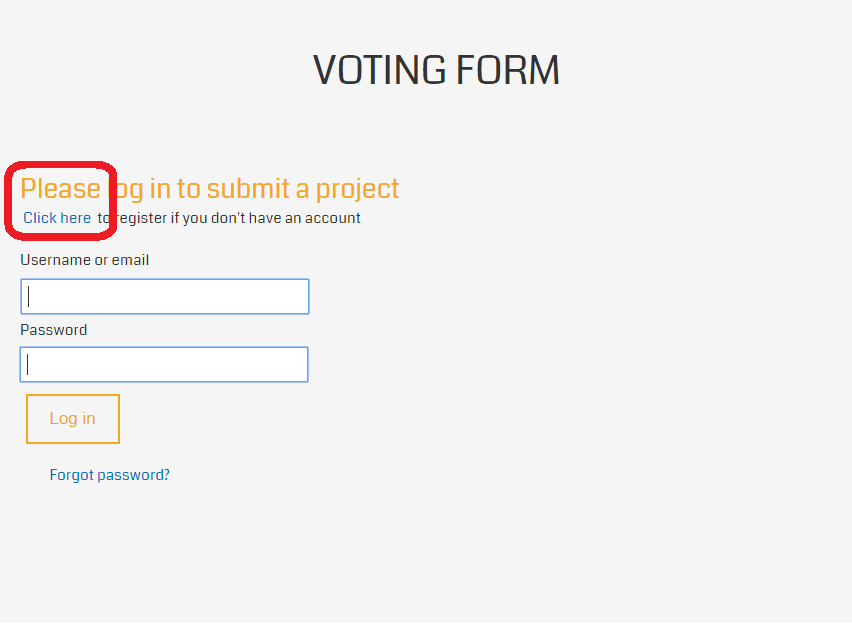 VOTING FORM
Please log in to submit a project
Click here to register if you don't have an account
Username or email
Password
Log in
Forgot password?